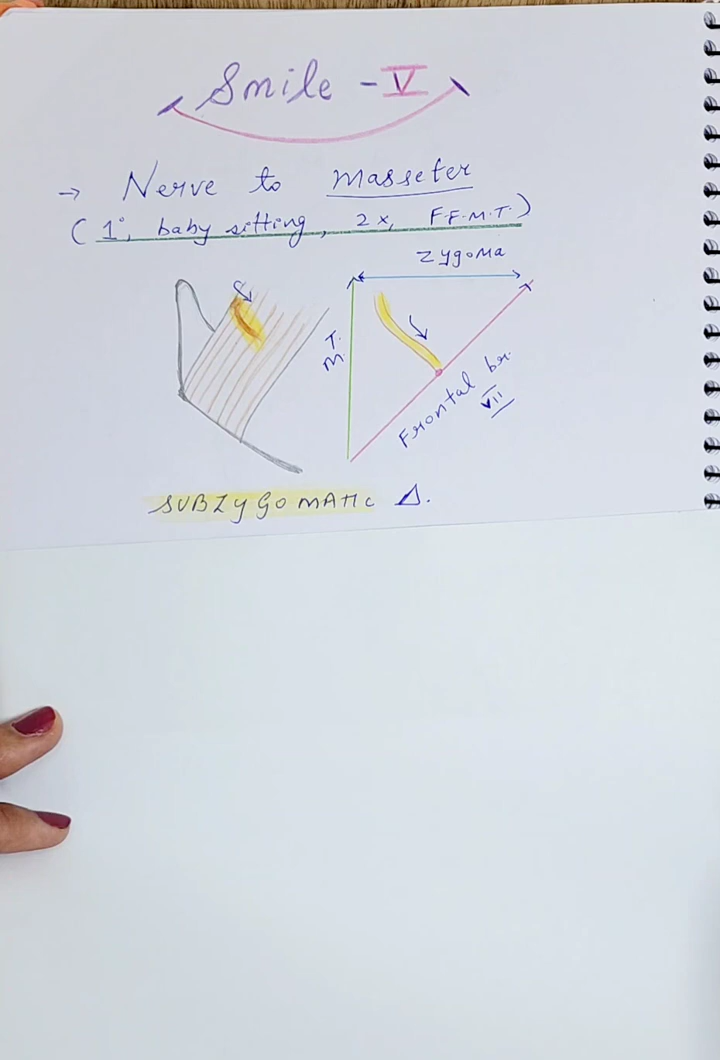 Smile - V
→ Nerve to Masseter
(1°, baby sitting, 2x, F.F.M.T.)
Zygoma
T.
M.
Frontal br.
VII
SUBZYGOMATIC Δ.